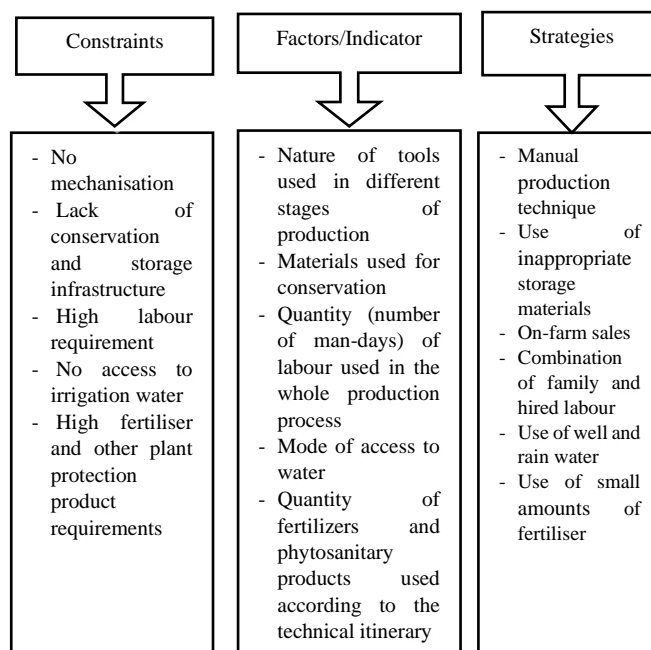 Constraints
- No
mechanisation
- Lack of
conservation
and storage
infrastructure
- High labour
requirement
- No access to
irrigation water
- High fertiliser
and other plant
protection
product
requirements
Factors/Indicator
- Nature of tools
used in different
stages of
production
- Materials used for
conservation
- Quantity (number
of man-days) of
labour used in the
whole production
process
- Mode of access to
water
- Quantity of
fertilizers and
phytosanitary
products used
according to the
technical itinerary
Strategies
- Manual
production
technique
- Use of
inappropriate
storage
materials
- On-farm sales
- Combination
of family and
hired labour
- Use of well and
rain water
- Use of small
amounts of
fertiliser